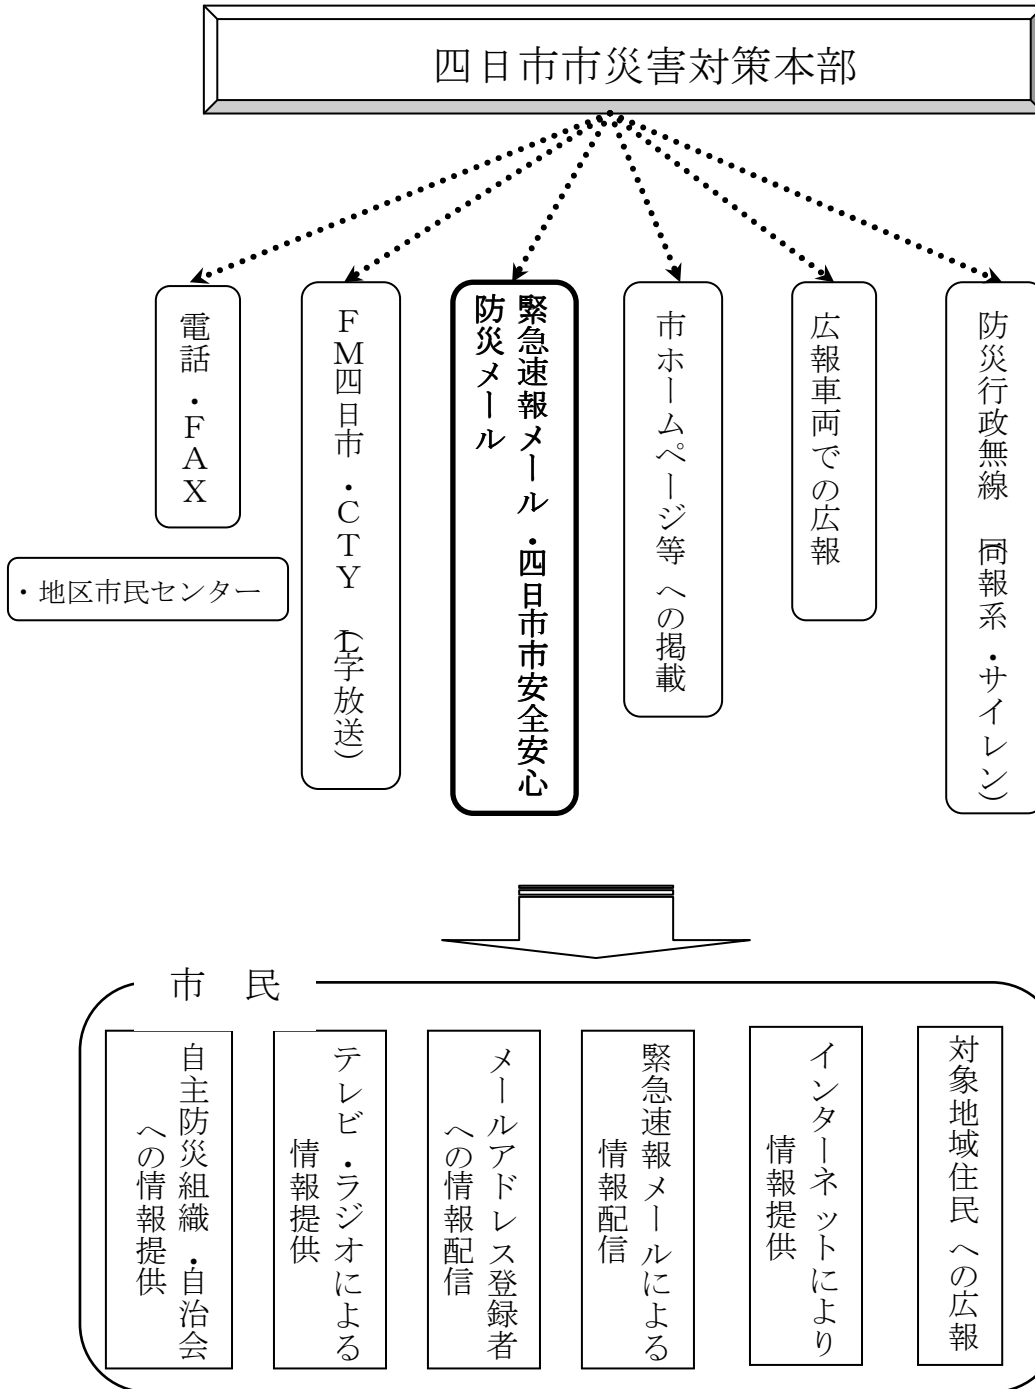 四日市市災害対策本部
電話・FAX
・地区市民センター
FM四日市・CTY(L字放送)
緊急速報メール・四日市市安全安心
防災メール
市ホームページ等への掲載
広報車両での広報
防災行政無線(同報系・サイレン)
市 民
自主防災組織・自治会
への情報提供
テレビ・ラジオによる
情報提供
メールアドレス登録者
への情報配信
緊急速報メールによる
情報配信
インターネットにより
情報提供
対象地域住民への広報